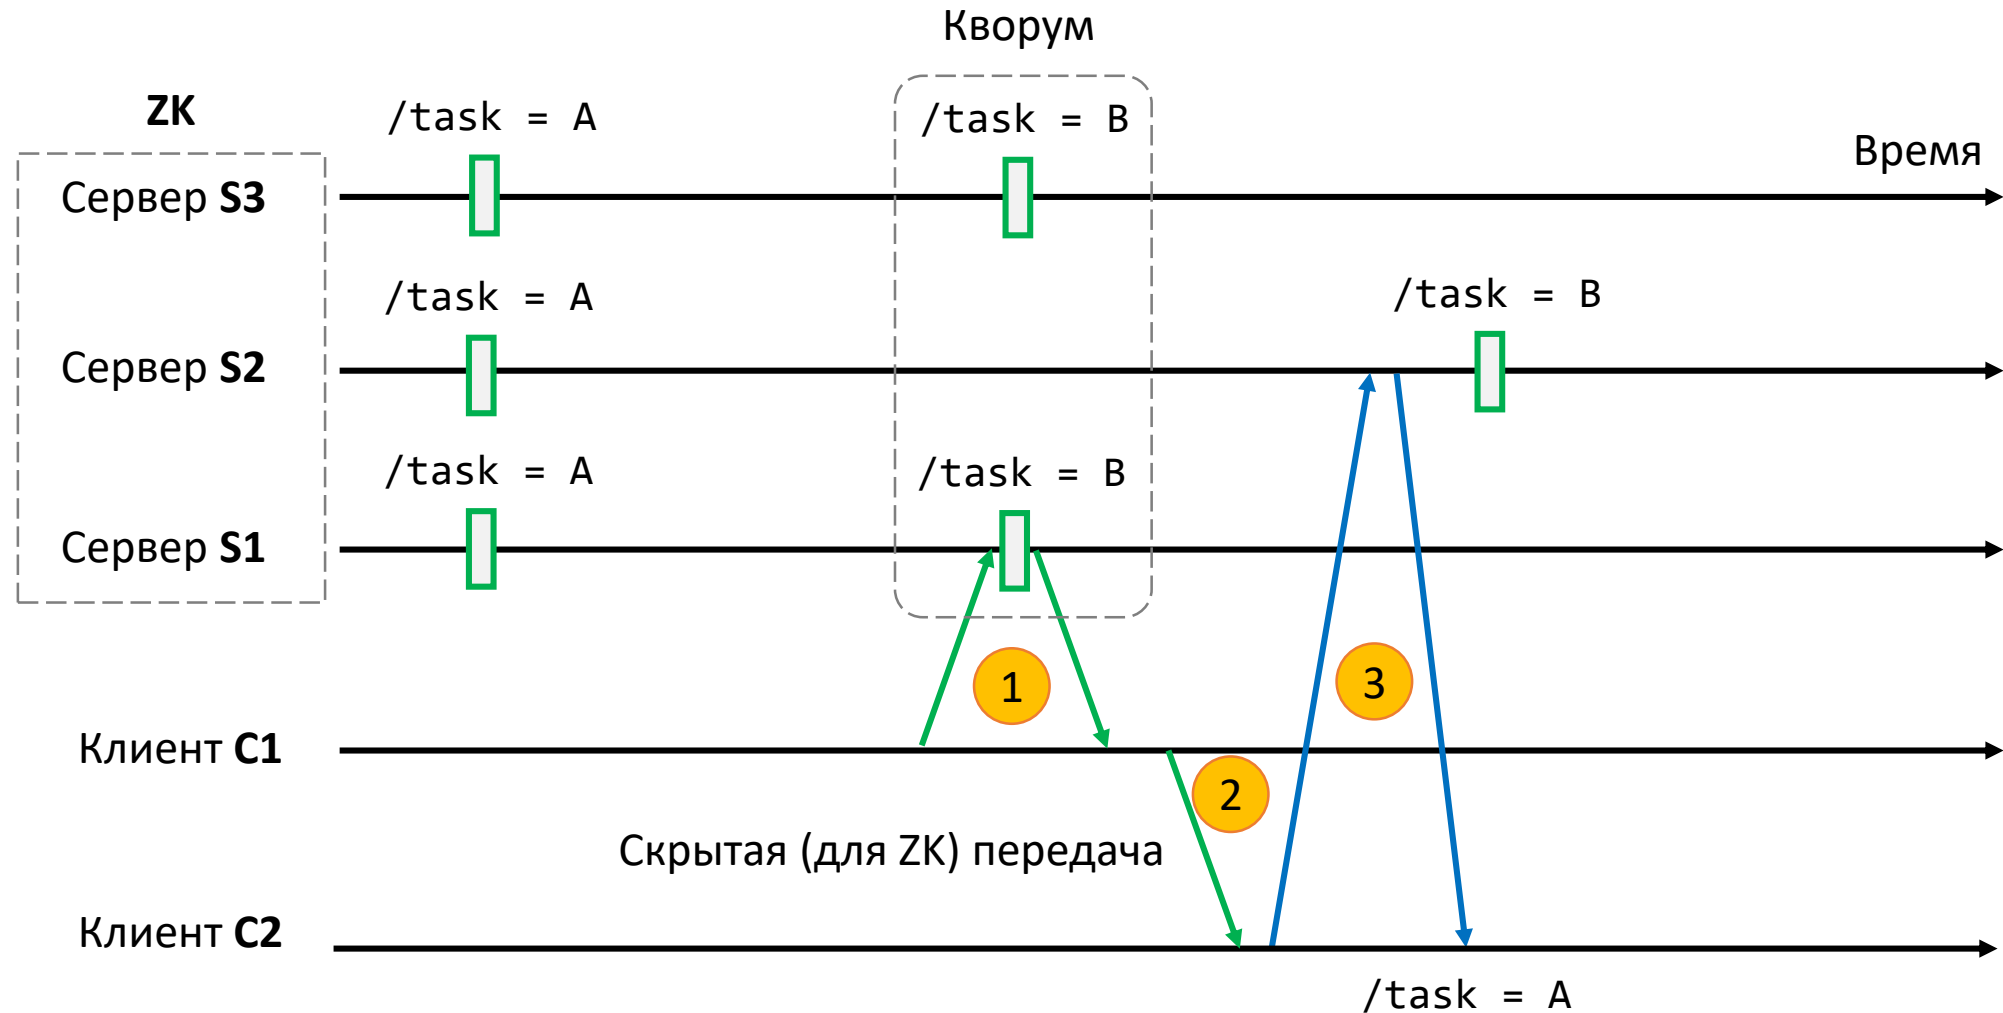 Кворум
ZK
/task = A
/task = B
Время
Сервер S3
/task = A
/task = B
Сервер S2
/task = A
/task = B
Сервер S1
1
3
Клиент C1
2
Скрытая (для ZK) передача
Клиент C2
/task = A